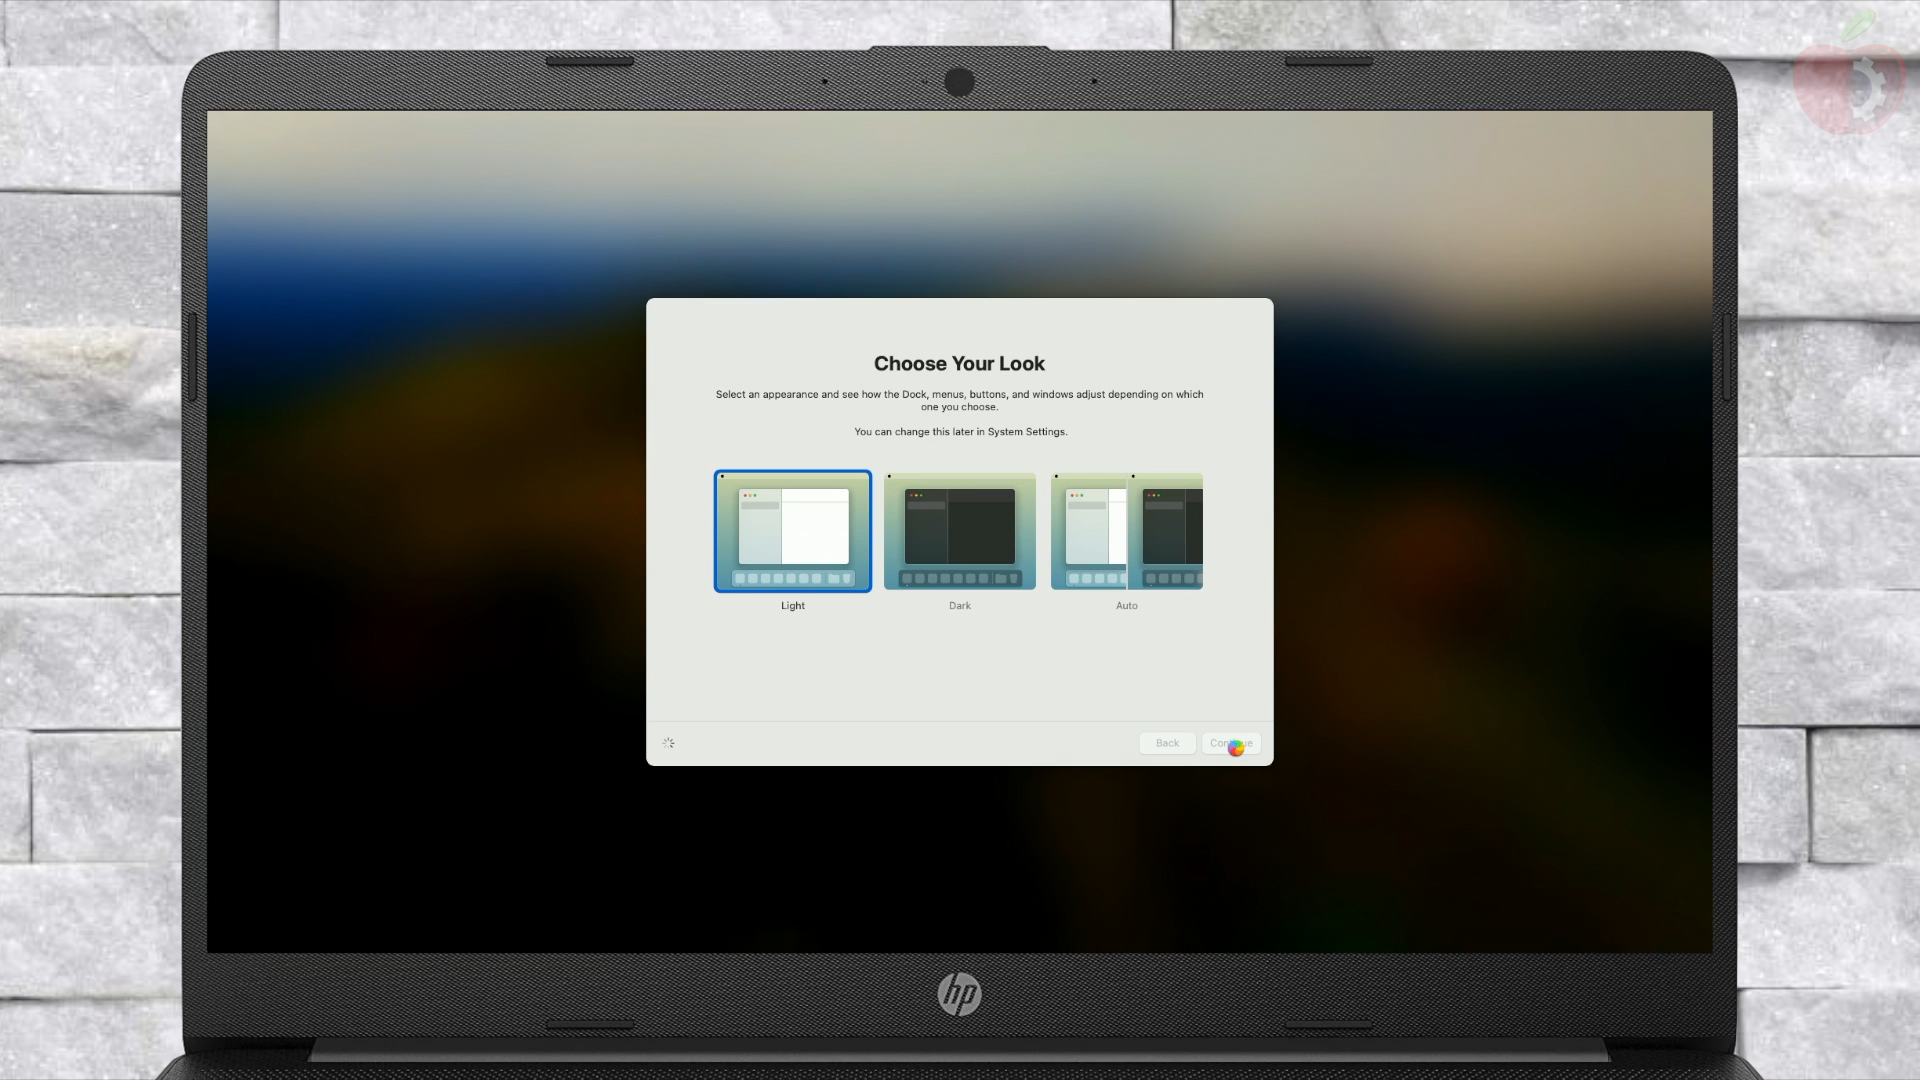 Choose Your Look
Select an appearance and see how the Dock, menus, buttons, and windows adjust depending on which
one you choose.
You can change this later in System Settings.
Light
Dark
Auto
Back
Continue
hp